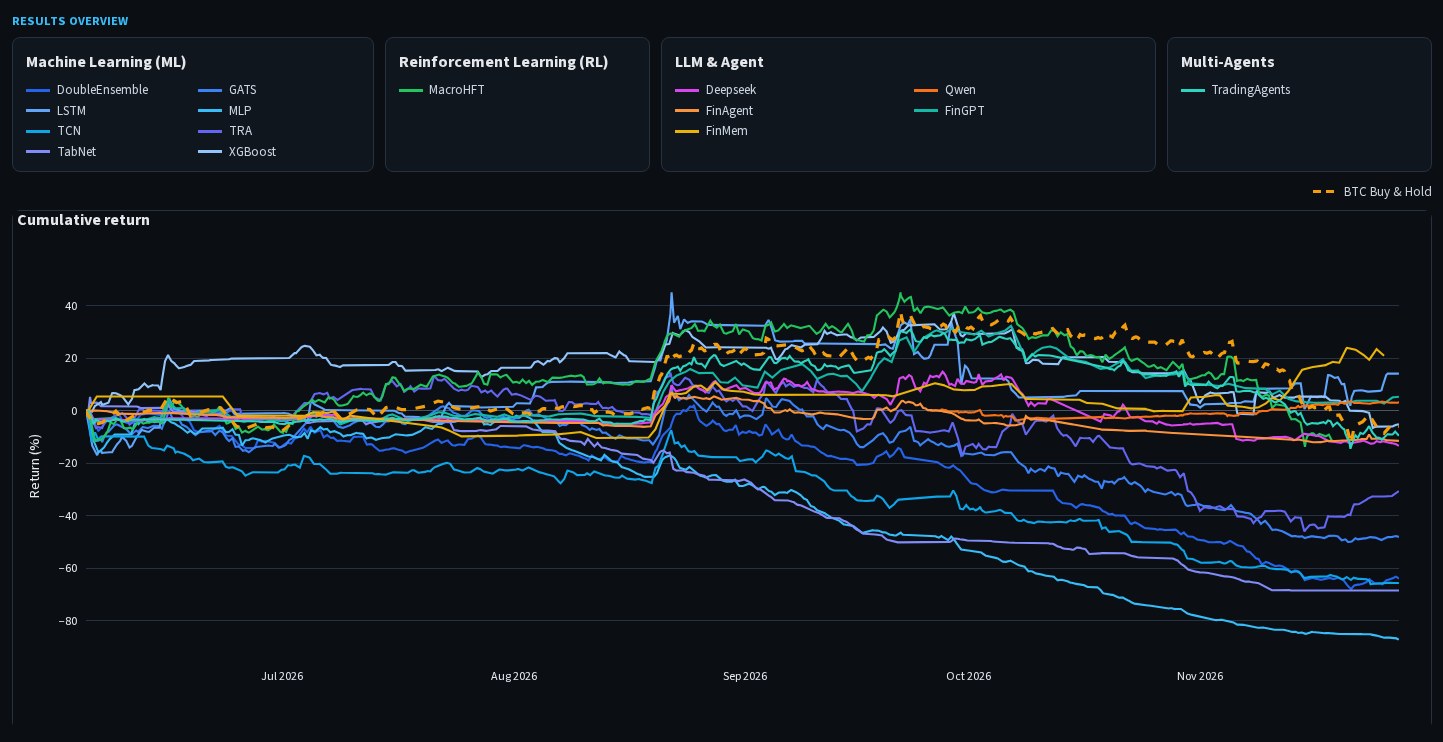 RESULTS OVERVIEW
Machine Learning (ML)
DoubleEnsemble
GATS
LSTM
MLP
TCN
TRA
TabNet
XGBoost
Reinforcement Learning (RL)
MacroHFT
LLM & Agent
Deepseek
Qwen
FinAgent
FinGPT
FinMem
Multi-Agents
TradingAgents
BTC Buy & Hold
Cumulative return
Return (%)
40
20
0
−20
−40
−60
−80
Jul 2026
Aug 2026
Sep 2026
Oct 2026
Nov 2026